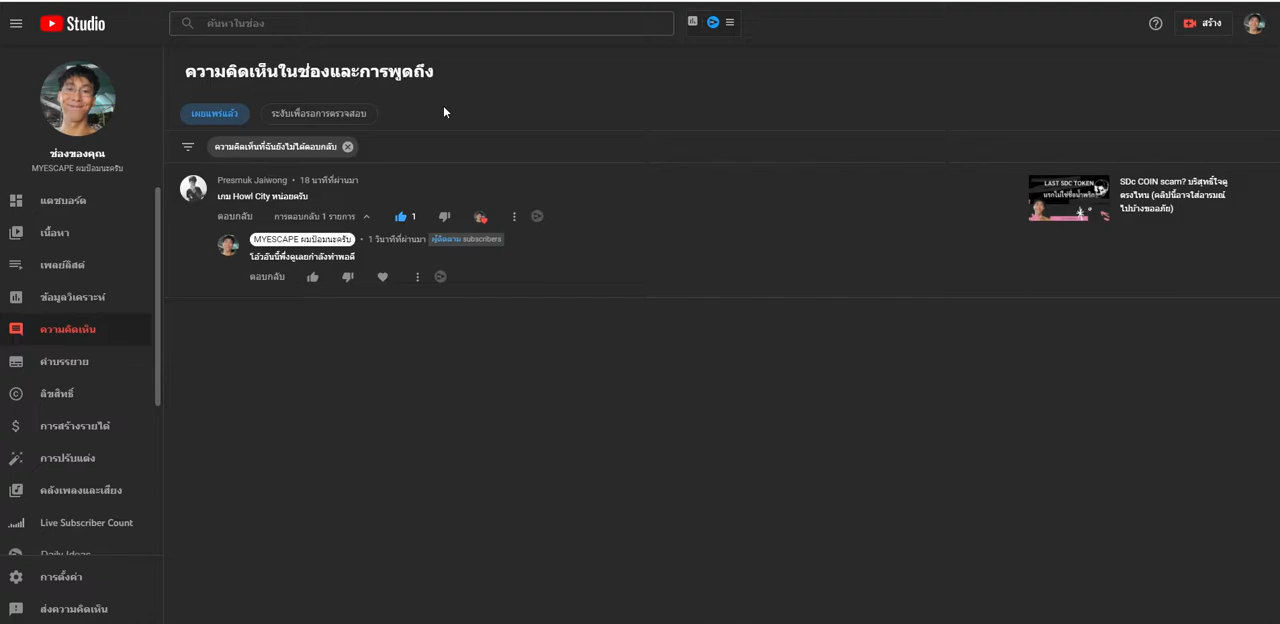 Studio
ค้นหาในช่อง
สร้าง
ช่องของคุณ
MYESCAPE ผมป้อมนะครับ
แดชบอร์ด
เนื้อหา
เพลย์ลิสต์
ข้อมูลวิเคราะห์
ความคิดเห็น
คำบรรยาย
ลิขสิทธิ์
การสร้างรายได้
การปรับแต่ง
คลังเพลงและเสียง
Live Subscriber Count
Daily Ideas
การตั้งค่า
ส่งความคิดเห็น
ความคิดเห็นในช่องและการพูดถึง
เผยแพร่แล้ว
ระงับเพื่อรอการตรวจสอบ
ความคิดเห็นที่ฉันยังไม่ได้ตอบกลับ
Presmuk Jaiwong • 18 นาทีที่ผ่านมา
เกม Howl City หน่อยครับ
ตอบกลับ การตอบกลับ 1 รายการ 1
MYESCAPE ผมป้อมนะครับ • 1 วินาทีที่ผ่านมา ผู้ติดตาม subscribers
โอ้วอันนี้พึ่งดูเลยกำลังทำพอดี
ตอบกลับ
LAST SDC TOKEN
SDc COIN scam? บริสุทธิ์ใจดู
ตรงไหน (คลิปนี้อาจใส่อารมณ์
ไปบ้างขออภัย)